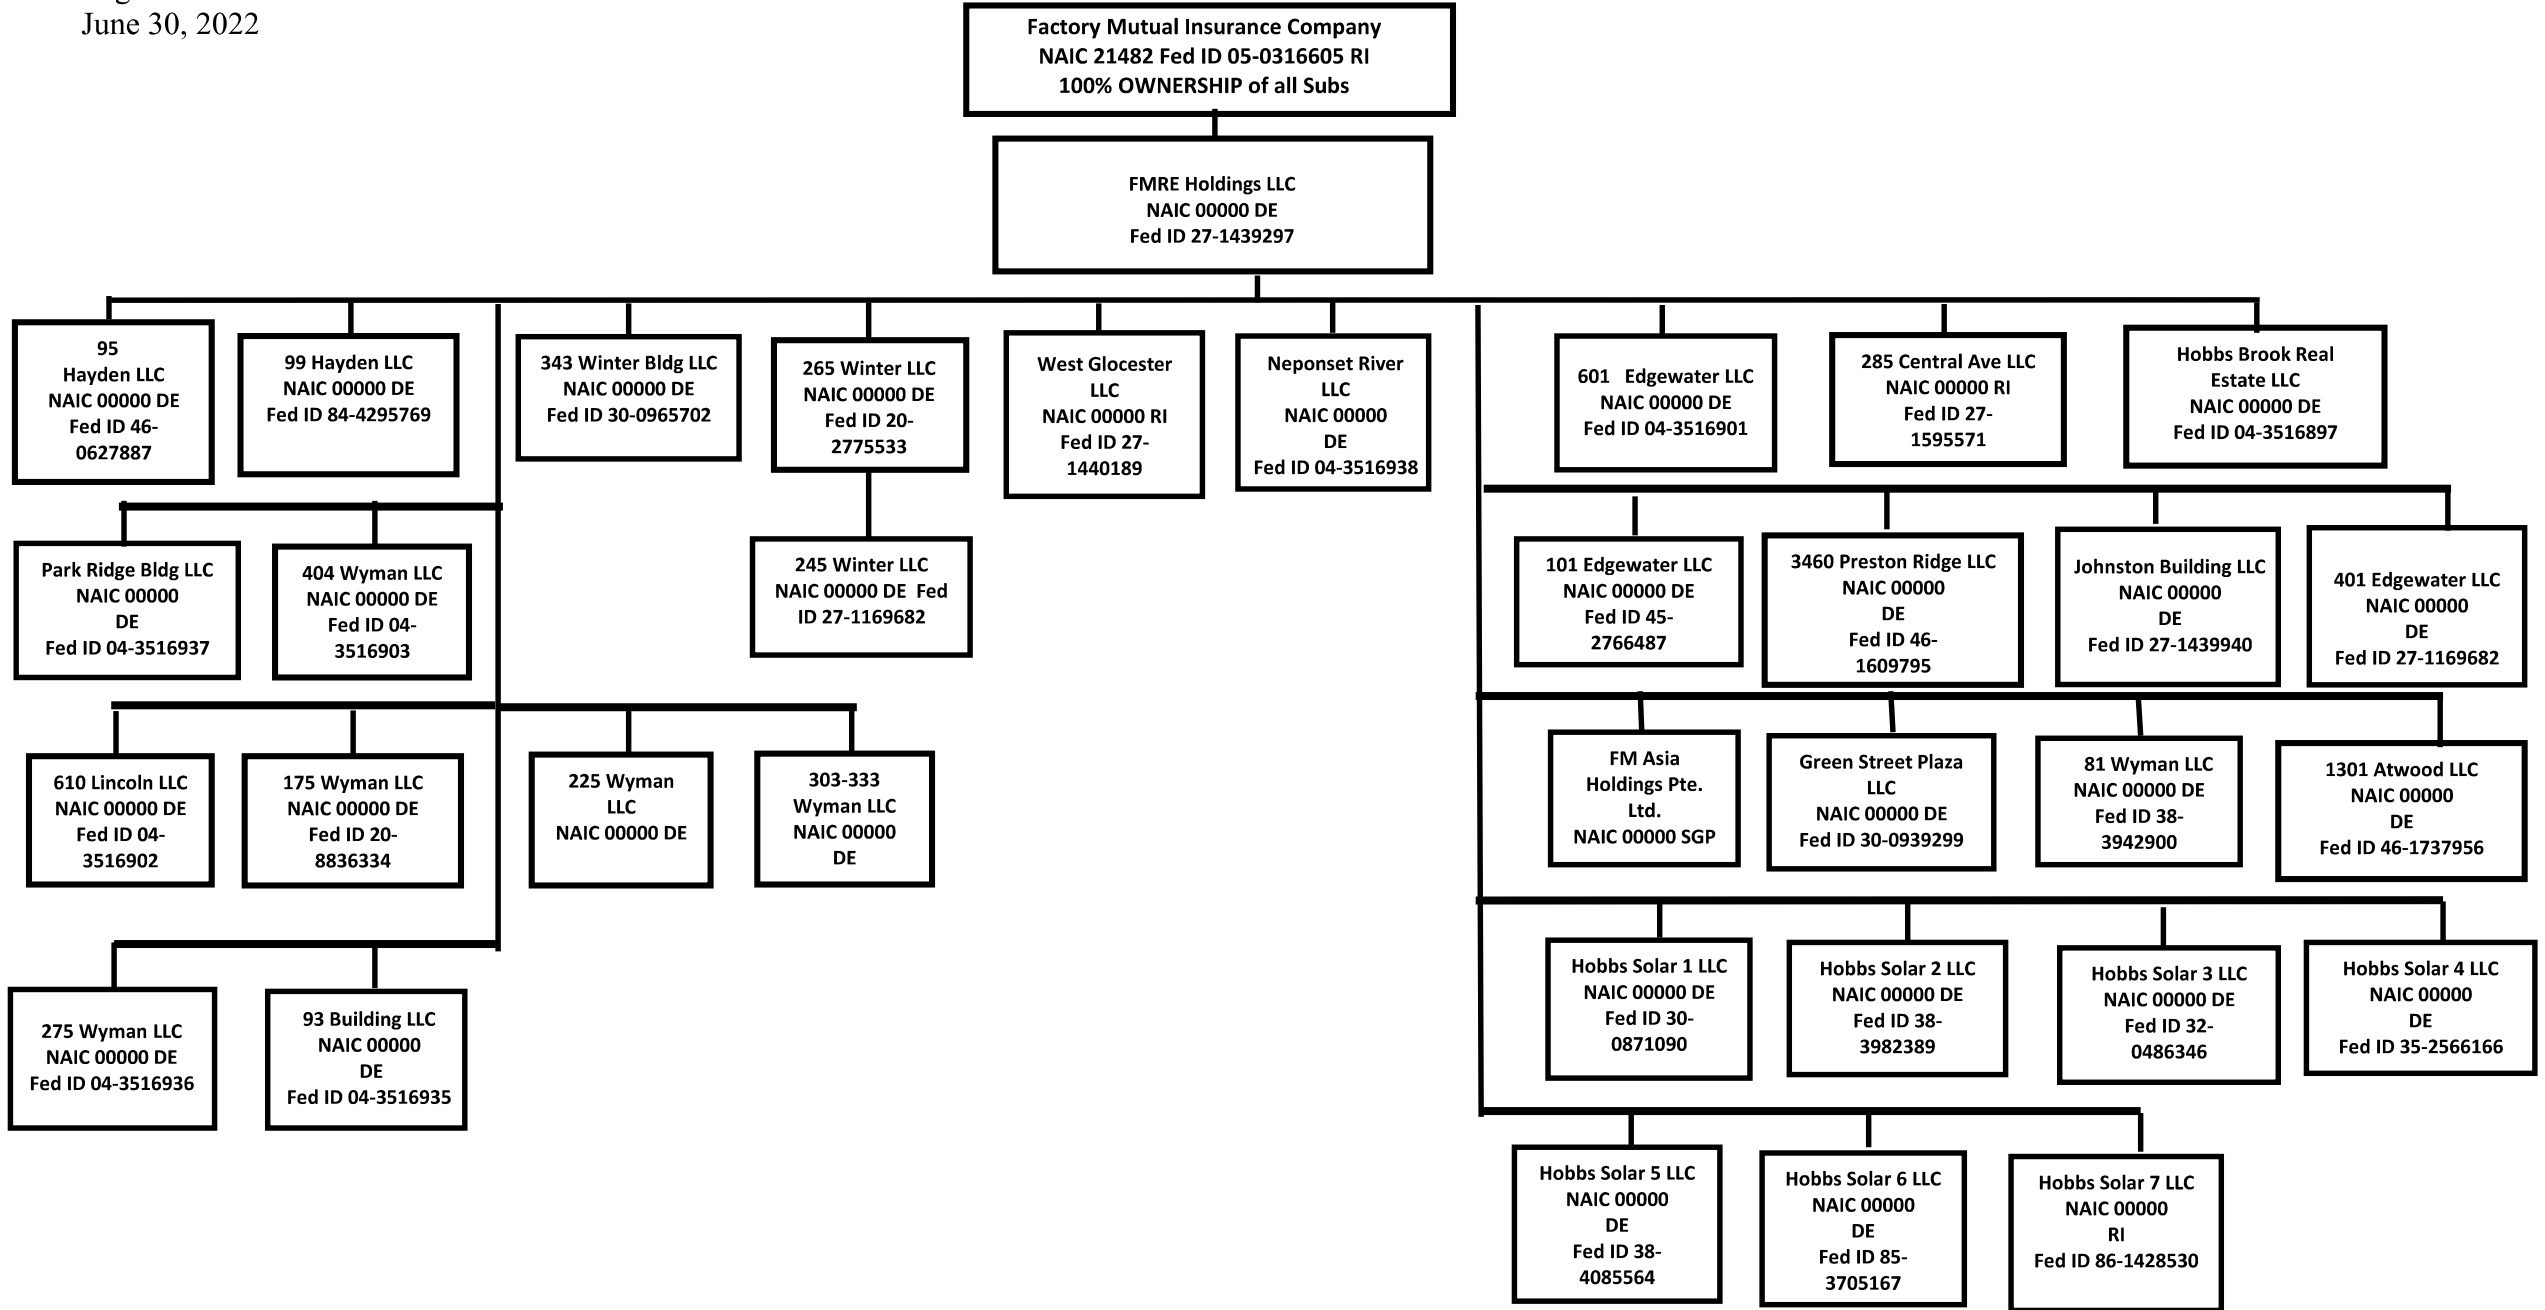 June 30, 2022
Factory Mutual Insurance Company
NAIC 21482 Fed ID 05-0316605 RI
100% OWNERSHIP of all Subs
FMRE Holdings LLC
NAIC 00000 DE
Fed ID 27-1439297
95
Hayden LLC
NAIC 00000 DE
Fed ID 46-
0627887
99 Hayden LLC
NAIC 00000 DE
Fed ID 84-4295769
343 Winter Bldg LLC
NAIC 00000 DE
Fed ID 30-0965702
265 Winter LLC
NAIC 00000 DE
Fed ID 20-
2775533
West Glocester
LLC
NAIC 00000 RI
Fed ID 27-
1440189
Neponset River
LLC
NAIC 00000
DE
Fed ID 04-3516938
601 Edgewater LLC
NAIC 00000 DE
Fed ID 04-3516901
285 Central Ave LLC
NAIC 00000 RI
Fed ID 27-
1595571
Hobbs Brook Real
Estate LLC
NAIC 00000 DE
Fed ID 04-3516897
Park Ridge Bldg LLC
NAIC 00000
DE
Fed ID 04-3516937
404 Wyman LLC
NAIC 00000 DE
Fed ID 04-
3516903
245 Winter LLC
NAIC 00000 DE Fed
ID 27-1169682
101 Edgewater LLC
NAIC 00000 DE
Fed ID 45-
2766487
3460 Preston Ridge LLC
NAIC 00000
DE
Fed ID 46-
1609795
Johnston Building LLC
NAIC 00000
DE
Fed ID 27-1439940
401 Edgewater LLC
NAIC 00000
DE
Fed ID 27-1169682
610 Lincoln LLC
NAIC 00000 DE
Fed ID 04-
3516902
175 Wyman LLC
NAIC 00000 DE
Fed ID 20-
8836334
225 Wyman
LLC
NAIC 00000 DE
303-333
Wyman LLC
NAIC 00000
DE
FM Asia
Holdings Pte.
Ltd.
NAIC 00000 SGP
Green Street Plaza
LLC
NAIC 00000 DE
Fed ID 30-0939299
81 Wyman LLC
NAIC 00000 DE
Fed ID 38-
3942900
1301 Atwood LLC
NAIC 00000
DE
Fed ID 46-1737956
275 Wyman LLC
NAIC 00000 DE
Fed ID 04-3516936
93 Building LLC
NAIC 00000
DE
Fed ID 04-3516935
Hobbs Solar 1 LLC
NAIC 00000 DE
Fed ID 30-
0871090
Hobbs Solar 2 LLC
NAIC 00000 DE
Fed ID 38-
3982389
Hobbs Solar 3 LLC
NAIC 00000 DE
Fed ID 32-
0486346
Hobbs Solar 4 LLC
NAIC 00000
DE
Fed ID 35-2566166
Hobbs Solar 5 LLC
NAIC 00000
DE
Fed ID 38-
4085564
Hobbs Solar 6 LLC
NAIC 00000
DE
Fed ID 85-
3705167
Hobbs Solar 7 LLC
NAIC 00000
RI
Fed ID 86-1428530